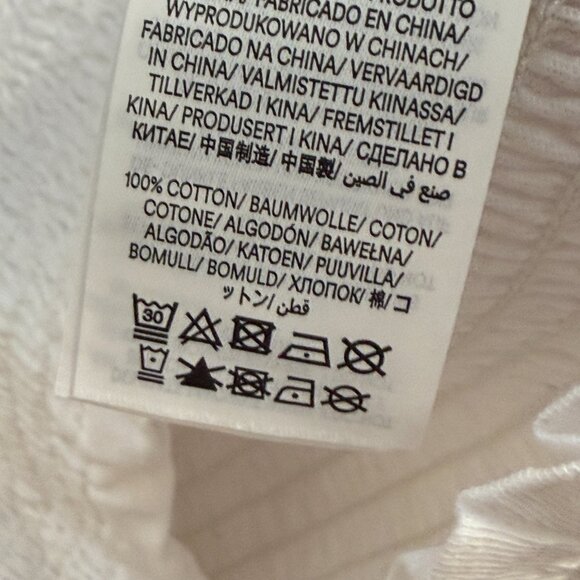 FABRICADO EN CHINA/
WYPRODUKOWANO W CHINACH/
FABRICADO NA CHINA/ VERVAARDIGD
IN CHINA/ VALMISTETTU KIINASSA/
TILLVERKAD I KINA/ FREMSTILLET I
KINA/ PRODUSERT I KINA/ СДЕЛАНО В
КИТАЕ/ 中国制造/ 中国製/ صنع في الصين
100% COTTON/ BAUMWOLLE/ COTON/
COTONE/ ALGODÓN/ BAWEŁNA/
ALGODÃO/ KATOEN/ PUUVILLA/
BOMULL/ BOMULD/ ХЛОПОК/ 棉/ コ
ットン/ قطن/
30